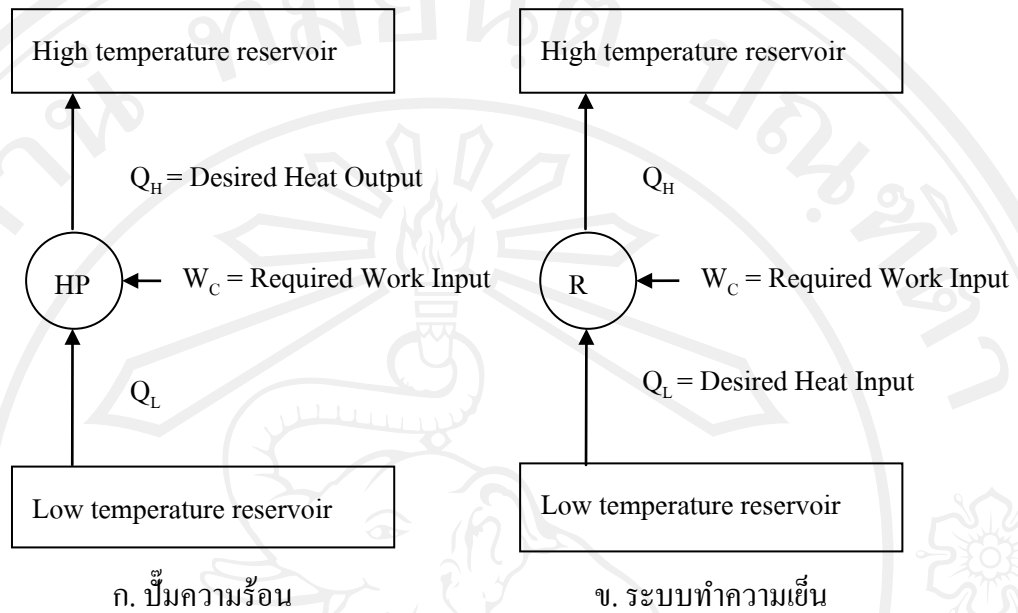 High temperature reservoir
Q_H = Desired Heat Output
HP
W_C = Required Work Input
Q_L
Low temperature reservoir
ก. ปั๊มความร้อน
High temperature reservoir
Q_H
R
W_C = Required Work Input
Q_L = Desired Heat Input
Low temperature reservoir
ข. ระบบทำความเย็น